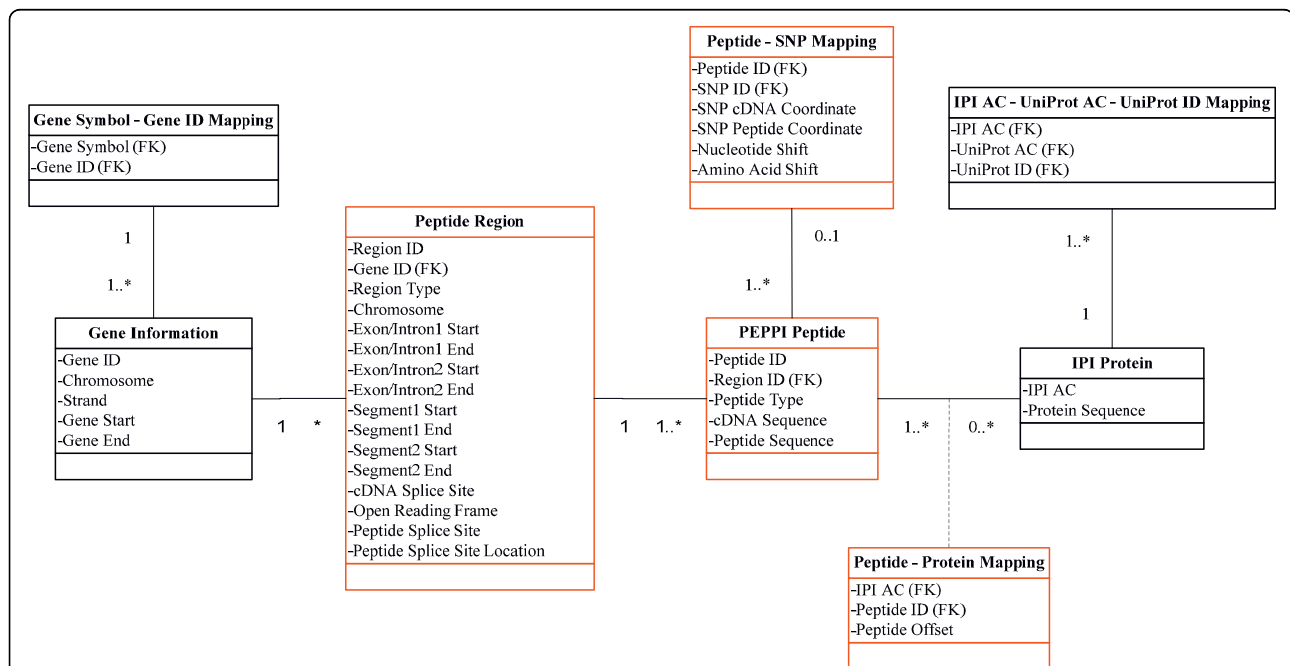 Peptide - SNP Mapping
-Peptide ID (FK)
-SNP ID (FK)
-SNP cDNA Coordinate
-SNP Peptide Coordinate
-Nucleotide Shift
-Amino Acid Shift
IPI AC - UniProt AC - UniProt ID Mapping
-IPI AC (FK)
-UniProt AC (FK)
-UniProt ID (FK)
Gene Symbol - Gene ID Mapping
-Gene Symbol (FK)
-Gene ID (FK)
1
1..*
Peptide Region
-Region ID
-Gene ID (FK)
-Region Type
-Chromosome
-Exon/Intron1 Start
-Exon/Intron1 End
-Exon/Intron2 Start
-Exon/Intron2 End
-Segment1 Start
-Segment1 End
-Segment2 Start
-Segment2 End
-cDNA Splice Site
-Open Reading Frame
-Peptide Splice Site
-Peptide Splice Site Location
0..1
1..*
1..*
1
Gene Information
-Gene ID
-Chromosome
-Strand
-Gene Start
-Gene End
1 *
PEPPI Peptide
-Peptide ID
-Region ID (FK)
-Peptide Type
-cDNA Sequence
-Peptide Sequence
1 1..*
IPI Protein
-IPI AC
-Protein Sequence
1..* 0..*
Peptide - Protein Mapping
-IPI AC (FK)
-Peptide ID (FK)
-Peptide Offset